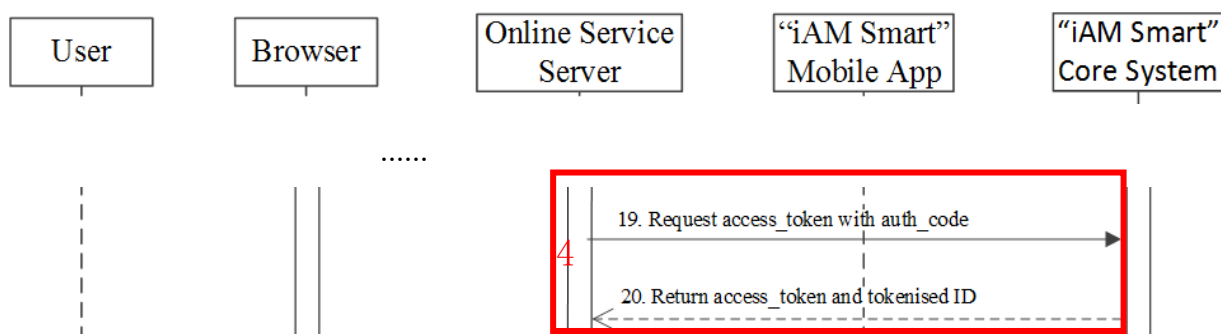 User
Browser
Online Service
Server
“iAM Smart”
Mobile App
“iAM Smart”
Core System
......
19. Request access_token with auth_code
4
20. Return access_token and tokenised ID